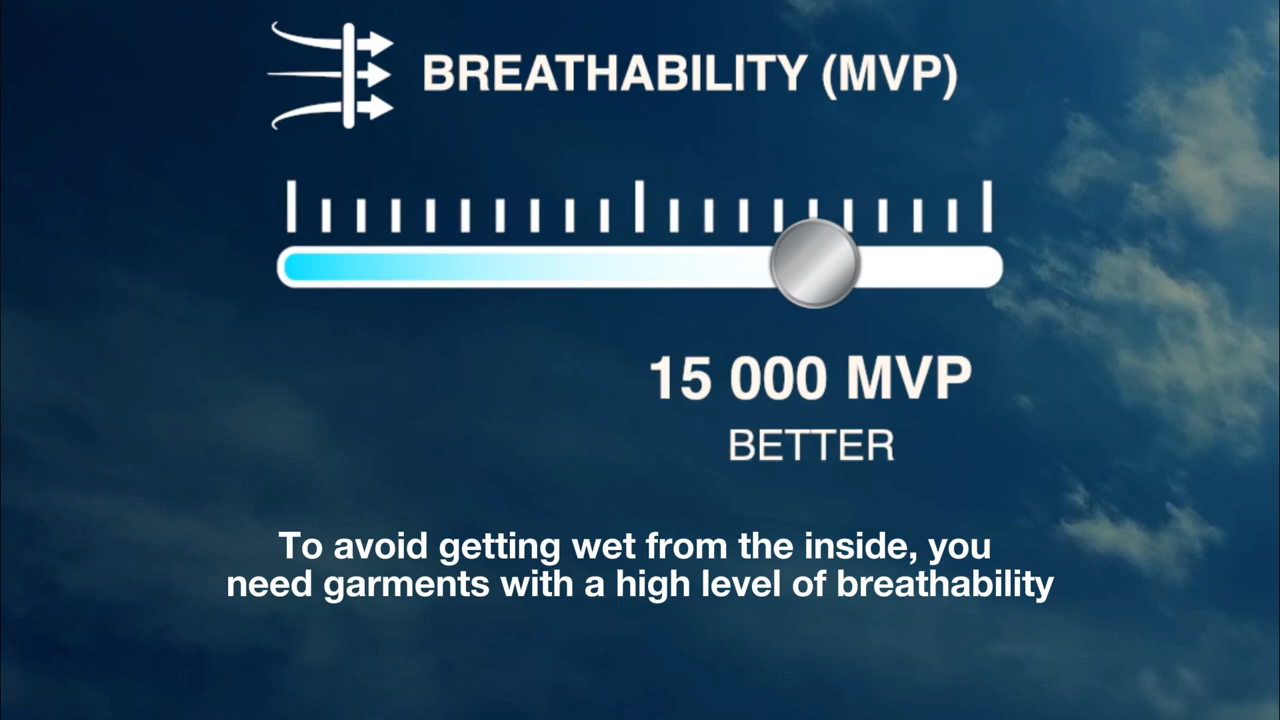 BREATHABILITY (MVP)
15 000 MVP
BETTER
To avoid getting wet from the inside, you
need garments with a high level of breathability